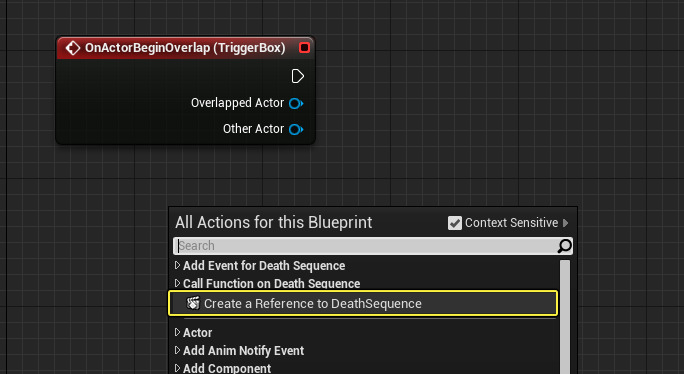 OnActorBeginOverlap (TriggerBox)
Overlapped Actor
Other Actor
All Actions for this Blueprint
Context Sensitive
Search
Add Event for Death Sequence
Call Function on Death Sequence
Create a Reference to DeathSequence
Actor
Add Anim Notify Event
Add Component